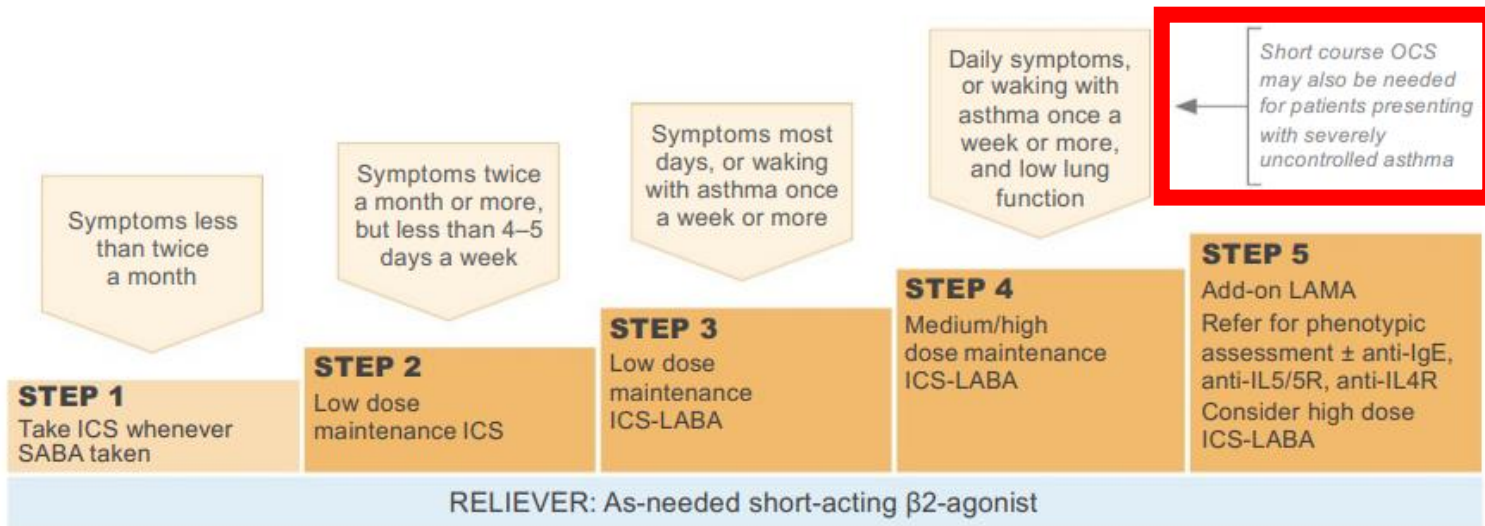 Symptoms less
than twice
a month
Symptoms twice
a month or more,
but less than 4–5
days a week
Symptoms most
days, or waking
with asthma once
a week or more
Daily symptoms,
or waking with
asthma once a
week or more,
and low lung
function
Short course OCS
may also be needed
for patients presenting
with severely
uncontrolled asthma
STEP 1
Take ICS whenever
SABA taken
STEP 2
Low dose
maintenance ICS
STEP 3
Low dose
maintenance
ICS-LABA
STEP 4
Medium/high
dose maintenance
ICS-LABA
STEP 5
Add-on LAMA
Refer for phenotypic
assessment ± anti-IgE,
anti-IL5/5R, anti-IL4R
Consider high dose
ICS-LABA
RELIEVER: As-needed short-acting β2-agonist